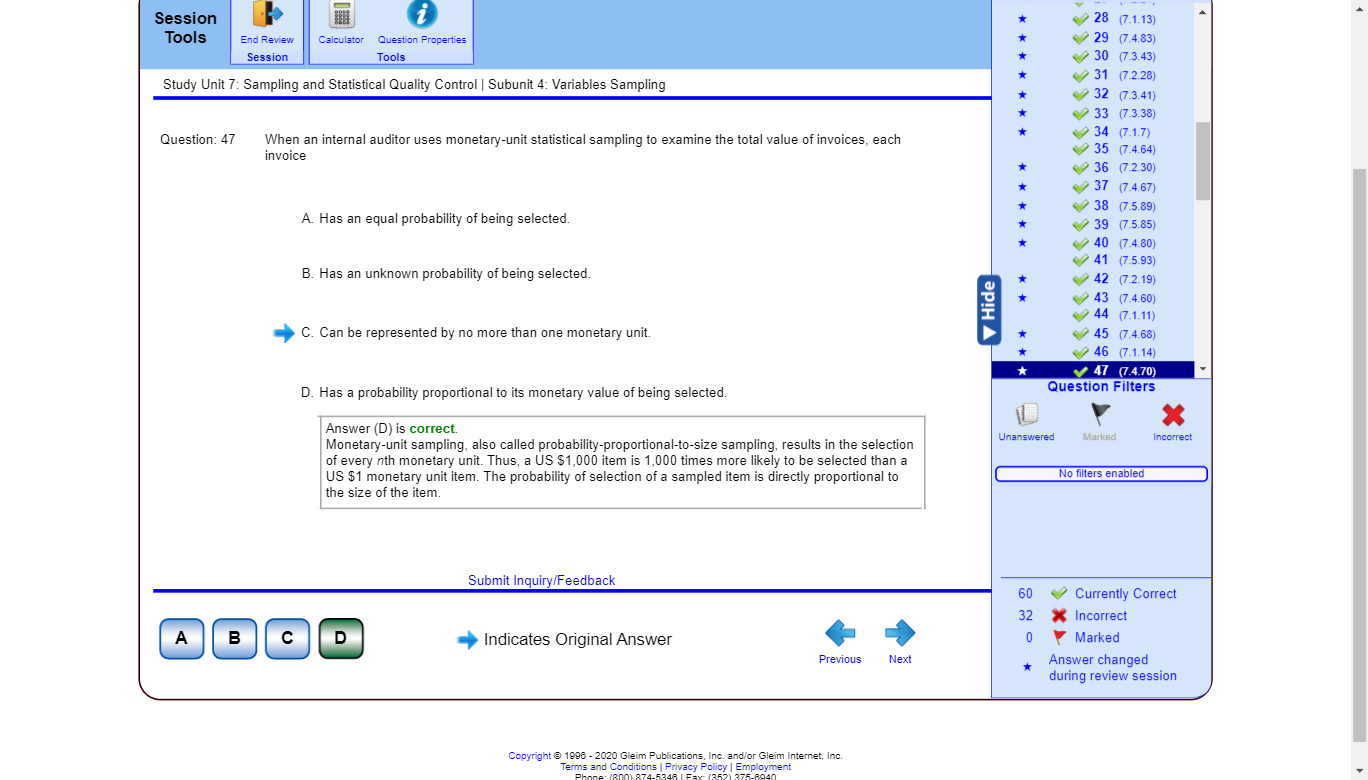 Session
Tools
End Review
Session
Calculator
Question Properties
Tools
Study Unit 7: Sampling and Statistical Quality Control | Subunit 4: Variables Sampling
Question: 47
When an internal auditor uses monetary-unit statistical sampling to examine the total value of invoices, each
invoice
A. Has an equal probability of being selected.
B. Has an unknown probability of being selected.
C. Can be represented by no more than one monetary unit.
D. Has a probability proportional to its monetary value of being selected.
Answer (D) is correct.
Monetary-unit sampling, also called probability-proportional-to-size sampling, results in the selection
of every nth monetary unit. Thus, a US $1,000 item is 1,000 times more likely to be selected than a
US $1 monetary unit item. The probability of selection of a sampled item is directly proportional to
the size of the item.
Submit Inquiry/Feedback
A
B
C
D
Indicates Original Answer
Previous
Next
28 (7.1.13)
29 (7.4.83)
30 (7.3.43)
31 (7.2.28)
32 (7.3.41)
33 (7.3.38)
34 (7.1.7)
35 (7.4.64)
36 (7.2.30)
37 (7.4.67)
38 (7.5.89)
39 (7.5.85)
40 (7.4.80)
41 (7.5.93)
42 (7.2.19)
43 (7.4.60)
44 (7.1.11)
45 (7.4.68)
46 (7.1.14)
47 (7.4.70)
Hide
Question Filters
Unanswered
Marked
Incorrect
No filters enabled
60 Currently Correct
32 Incorrect
0 Marked
Answer changed
during review session
Copyright © 1996 - 2020 Gleim Publications, Inc. and/or Gleim Internet, Inc.
Terms and Conditions | Privacy Policy | Employment
Phone: (800) 874-5346 | Fax: (352) 375-6940